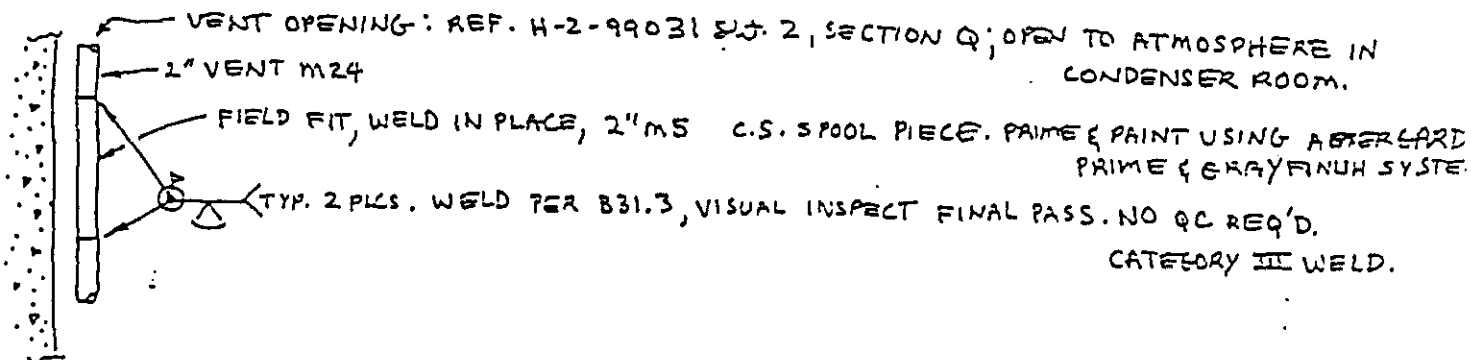 VENT OPENING: REF. H-2-99031 SHT. 2, SECTION Q; OPEN TO ATMOSPHERE IN
CONDENSER ROOM.
2" VENT M24
FIELD FIT, WELD IN PLACE, 2" M5 C.S. SPOOL PIECE. PRIME & PAINT USING
PRIME & GRAY FINISH SYSTE
TYP. 2 PLCS. WELD PER B31.3, VISUAL INSPECT FINAL PASS. NO QC REQ'D.
CATEGORY III WELD.